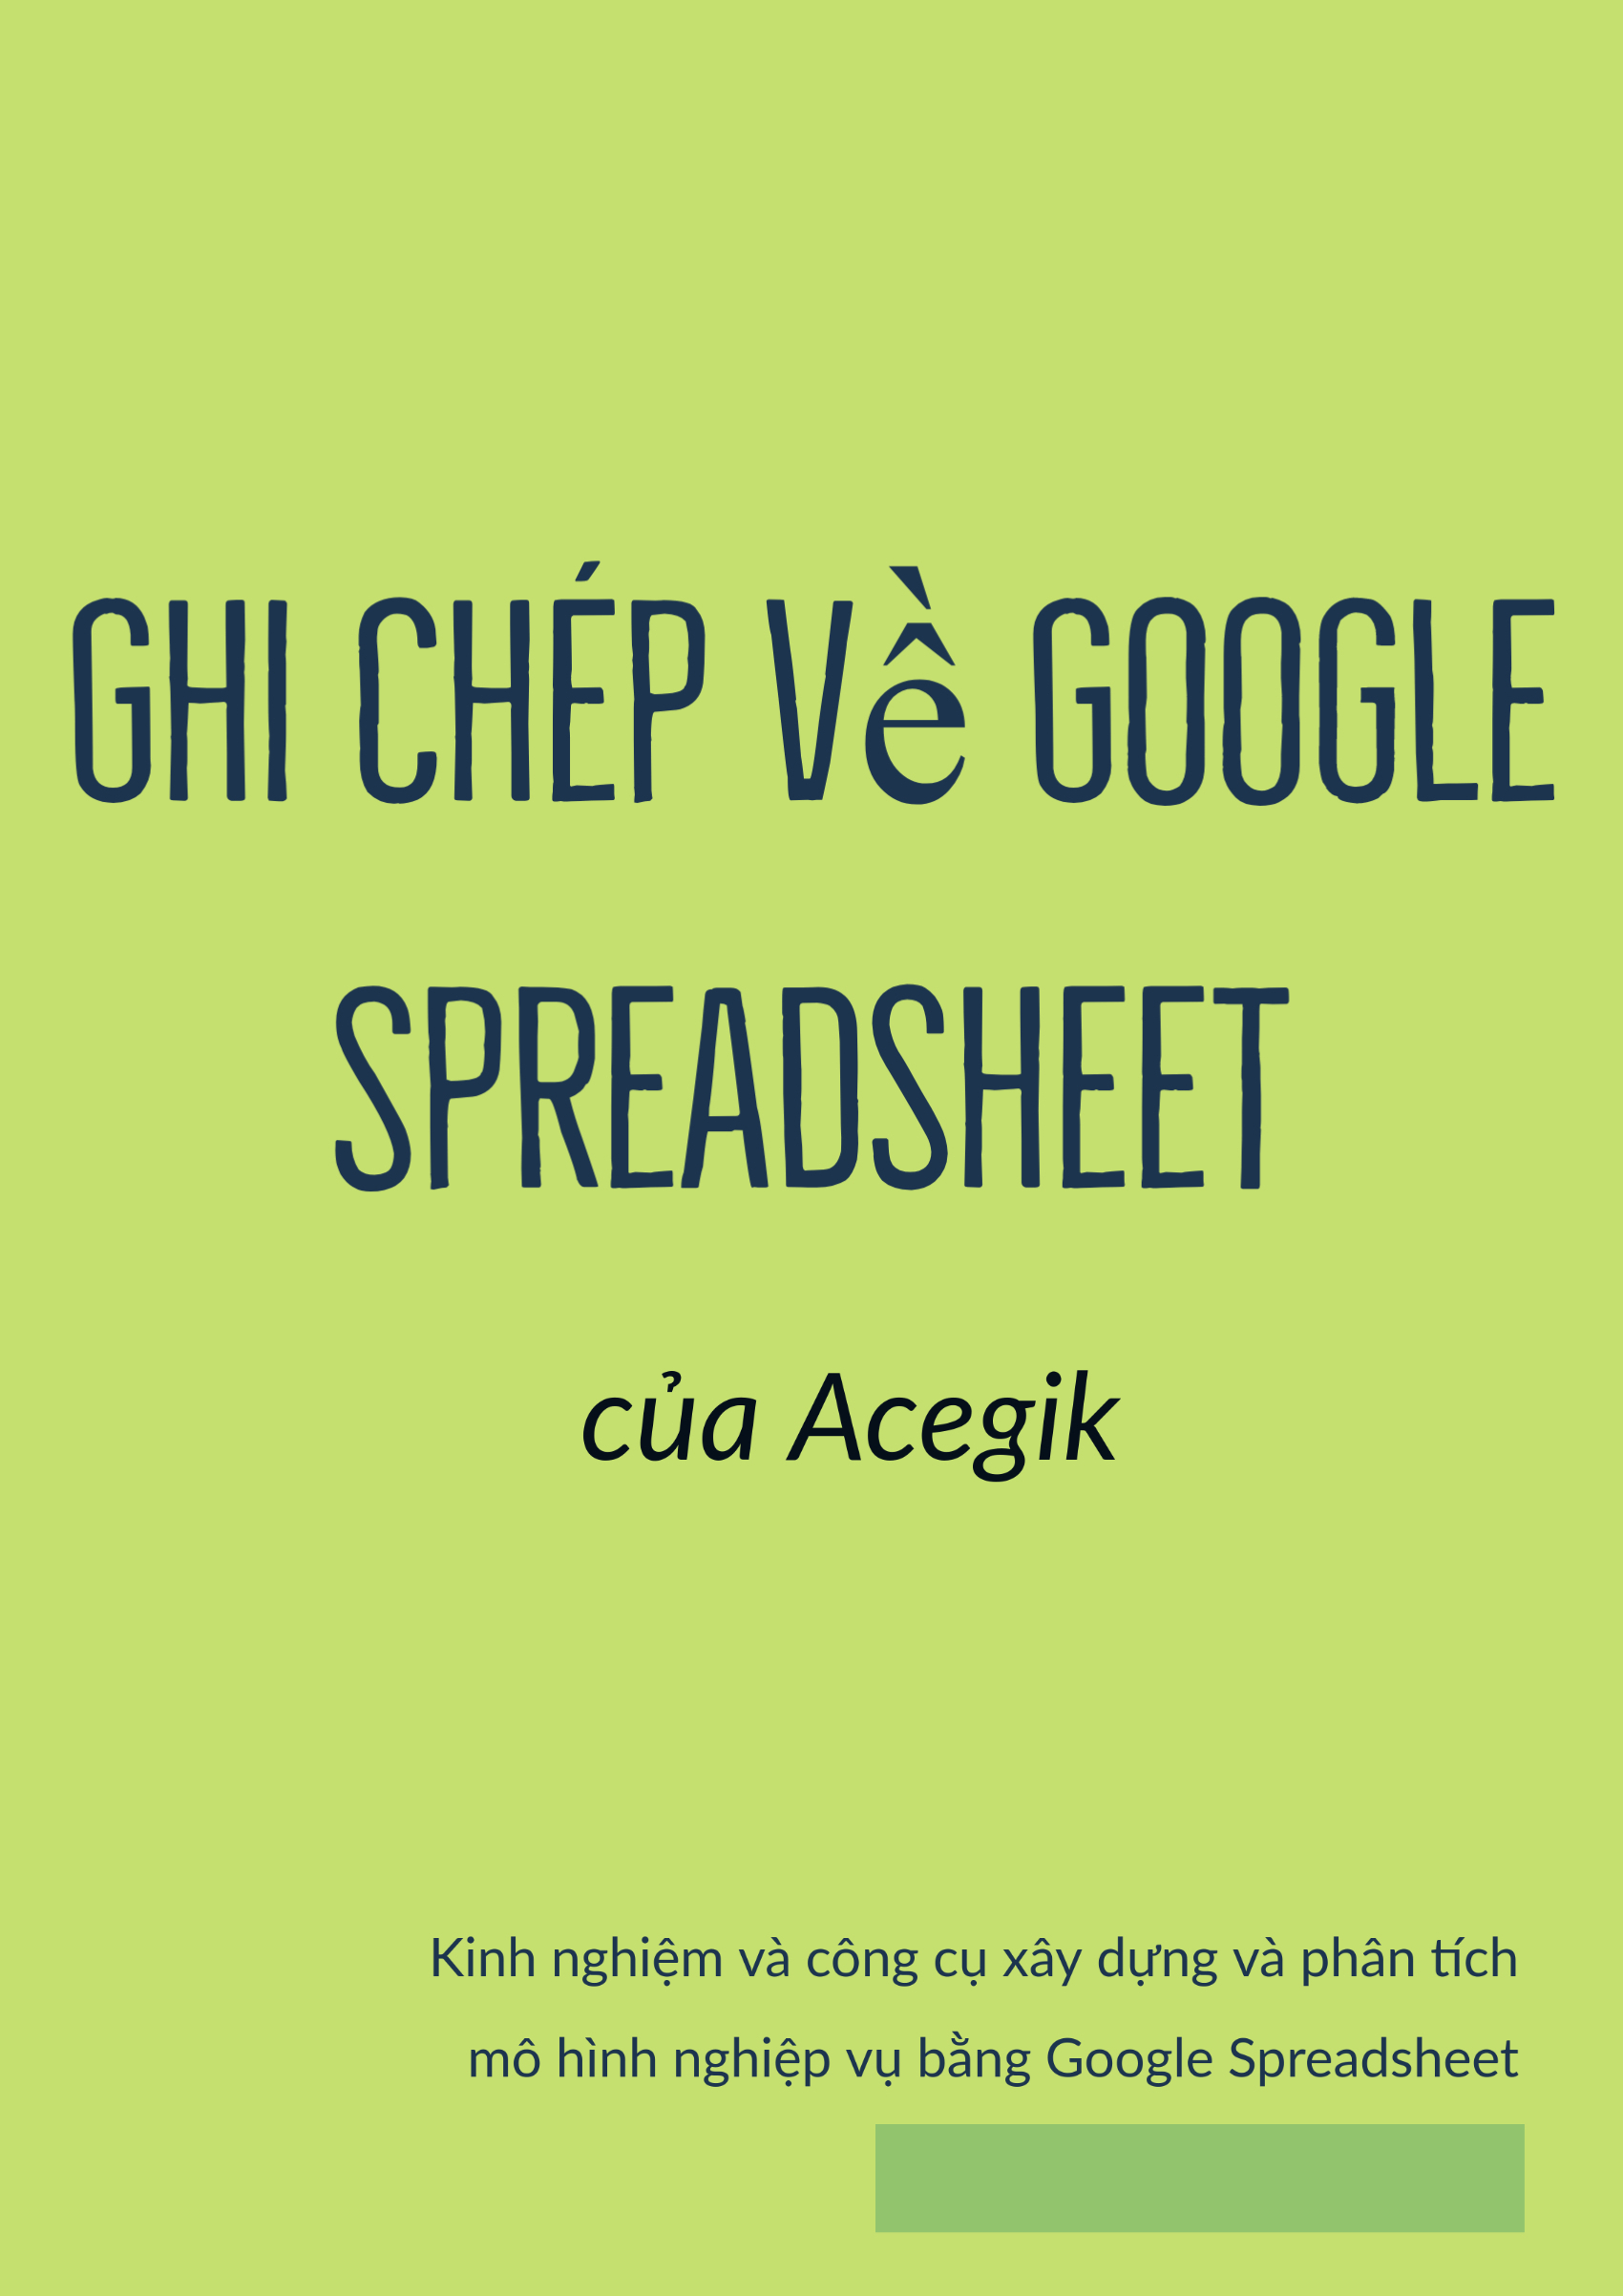 GHI CHÉP Về GOOGLE
SPREADSHEET
của Acegik
Kinh nghiệm và công cụ xây dựng và phân tích
mô hình nghiệp vụ bằng Google Spreadsheet